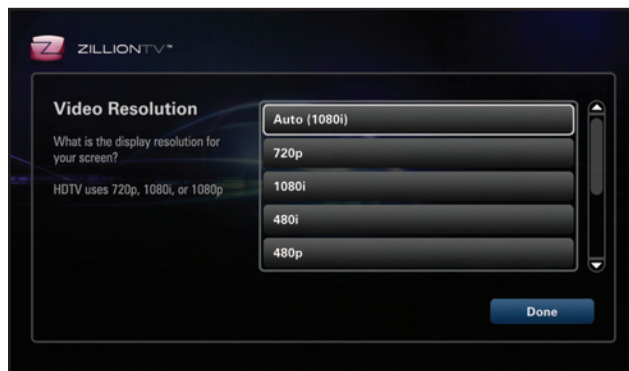 Z ZILLIONTV™
Video Resolution
What is the display resolution for
your screen?
HDTV uses 720p, 1080i, or 1080p
Auto (1080i)
720p
1080i
480i
480p
Done